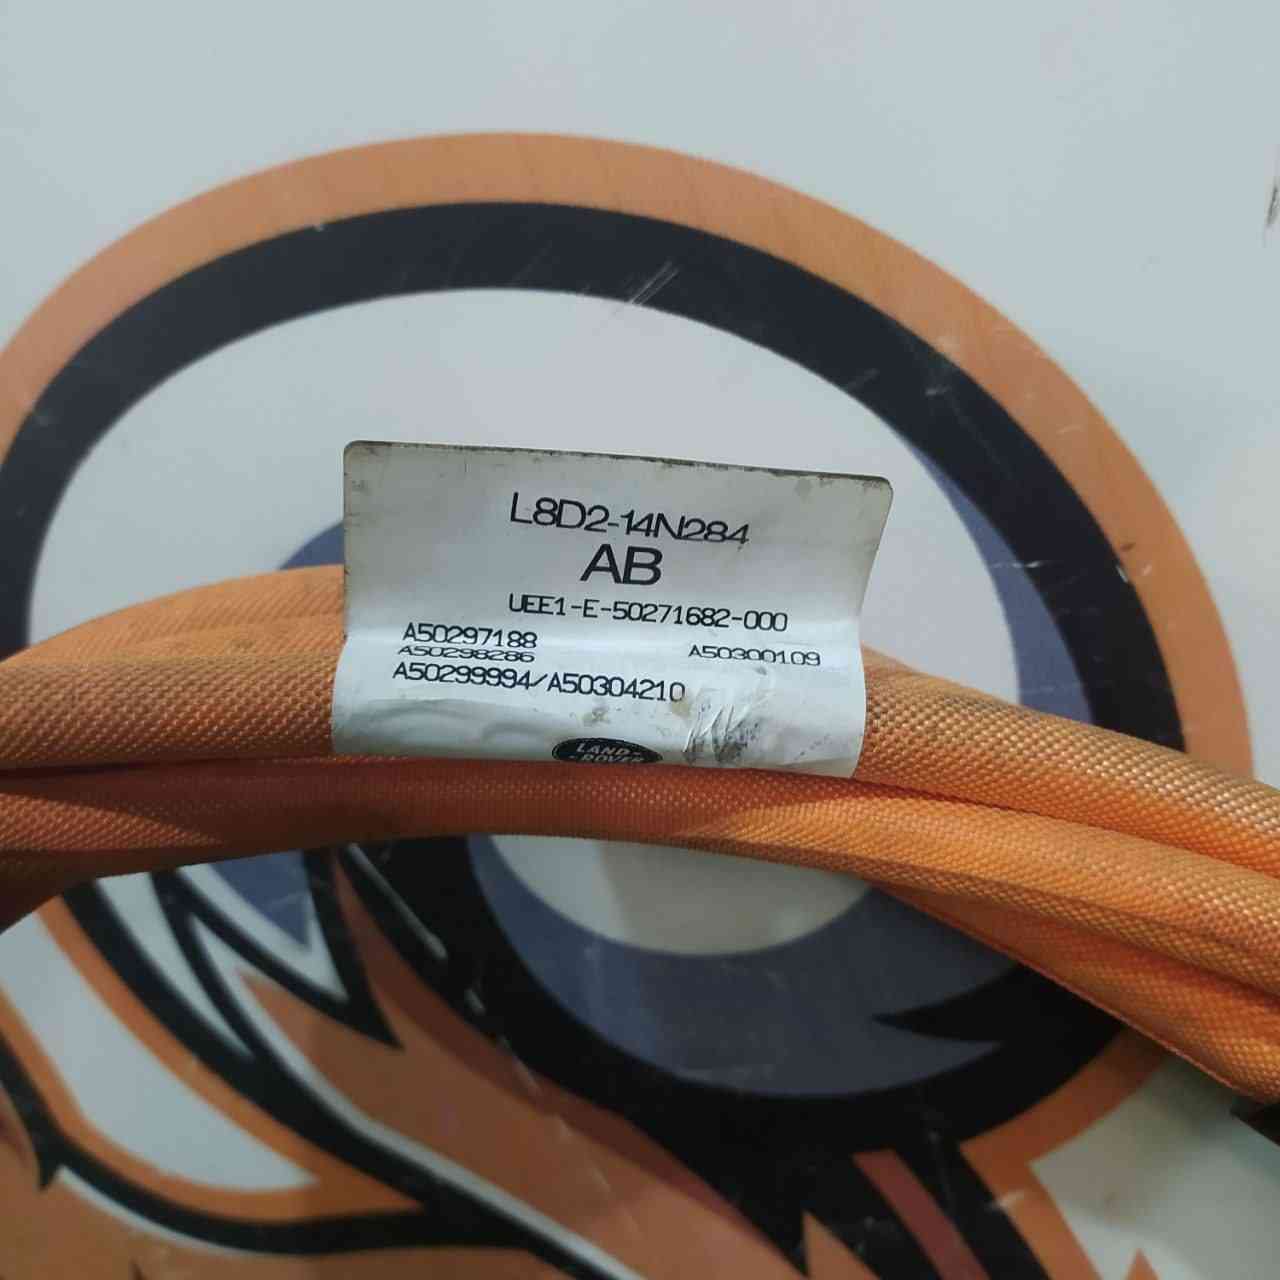 L8D2-14N284
AB
UEE1-E-50271682-000
A50297188
A50298286 A50300109
A50299994/A50304210
LAND-
-ROVER